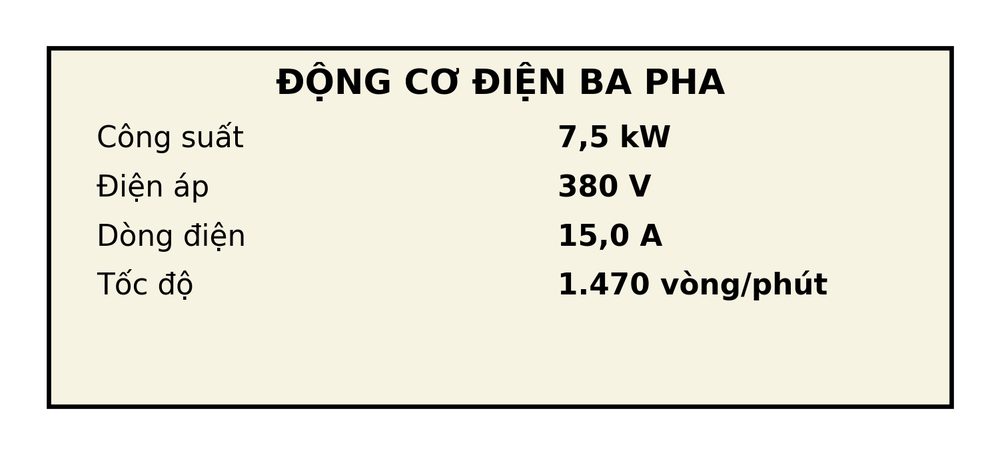 ĐỘNG CƠ ĐIỆN BA PHA
Công suất 7,5 kW
Điện áp 380 V
Dòng điện 15,0 A
Tốc độ 1.470 vòng/phút